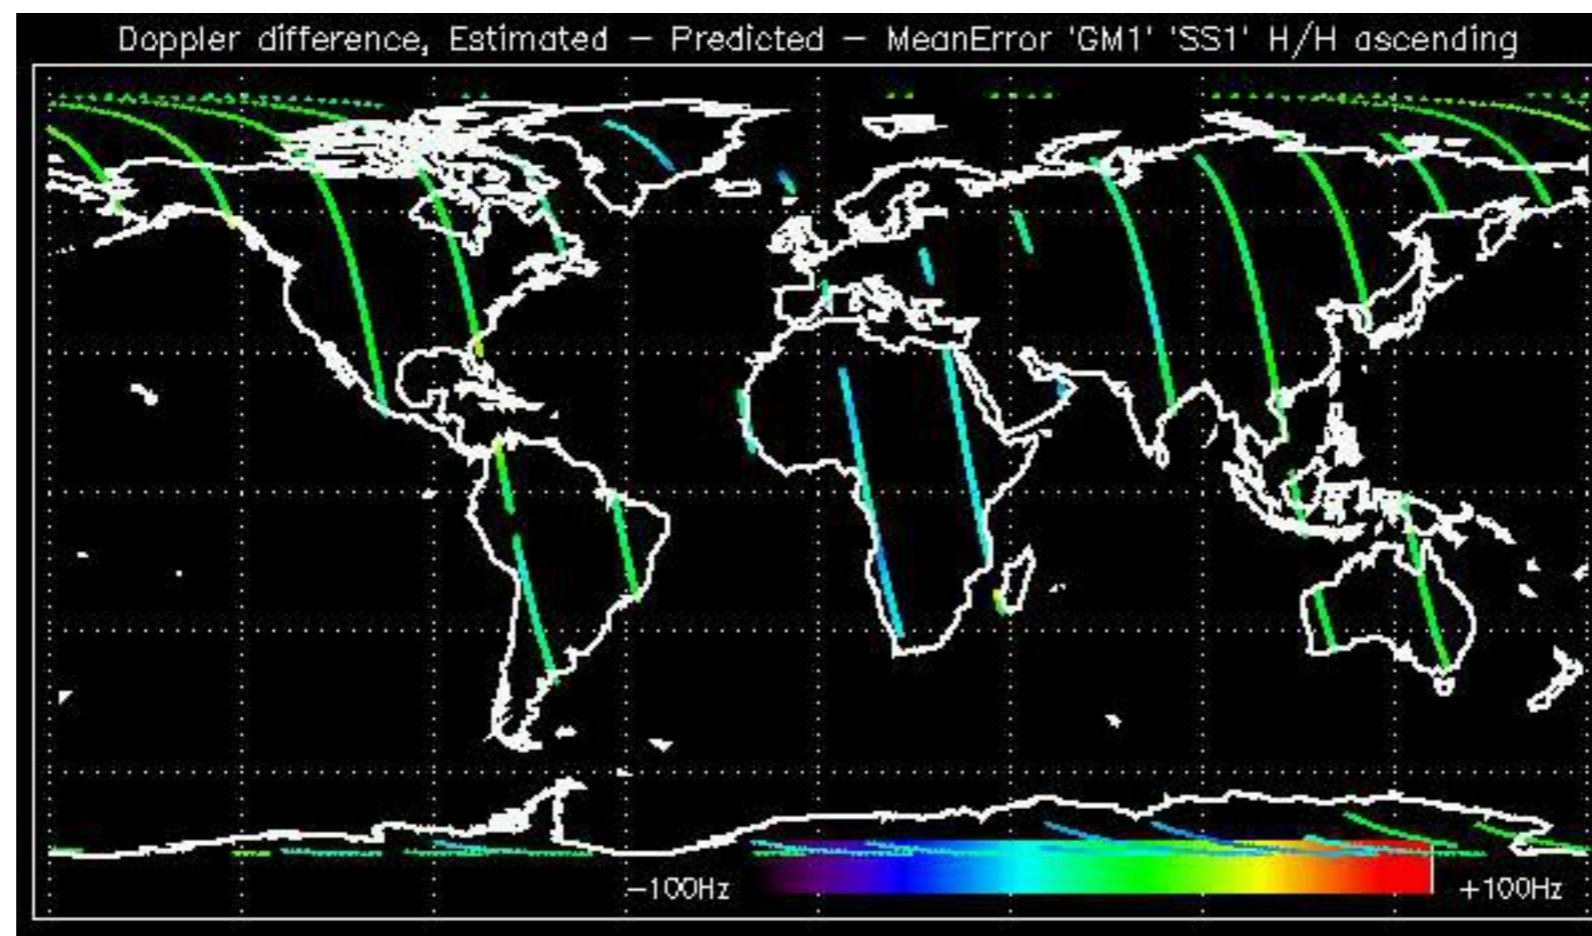 Doppler difference, Estimated — Predicted — MeanError 'GM1' 'SS1' H/H ascending
−100Hz
+100Hz